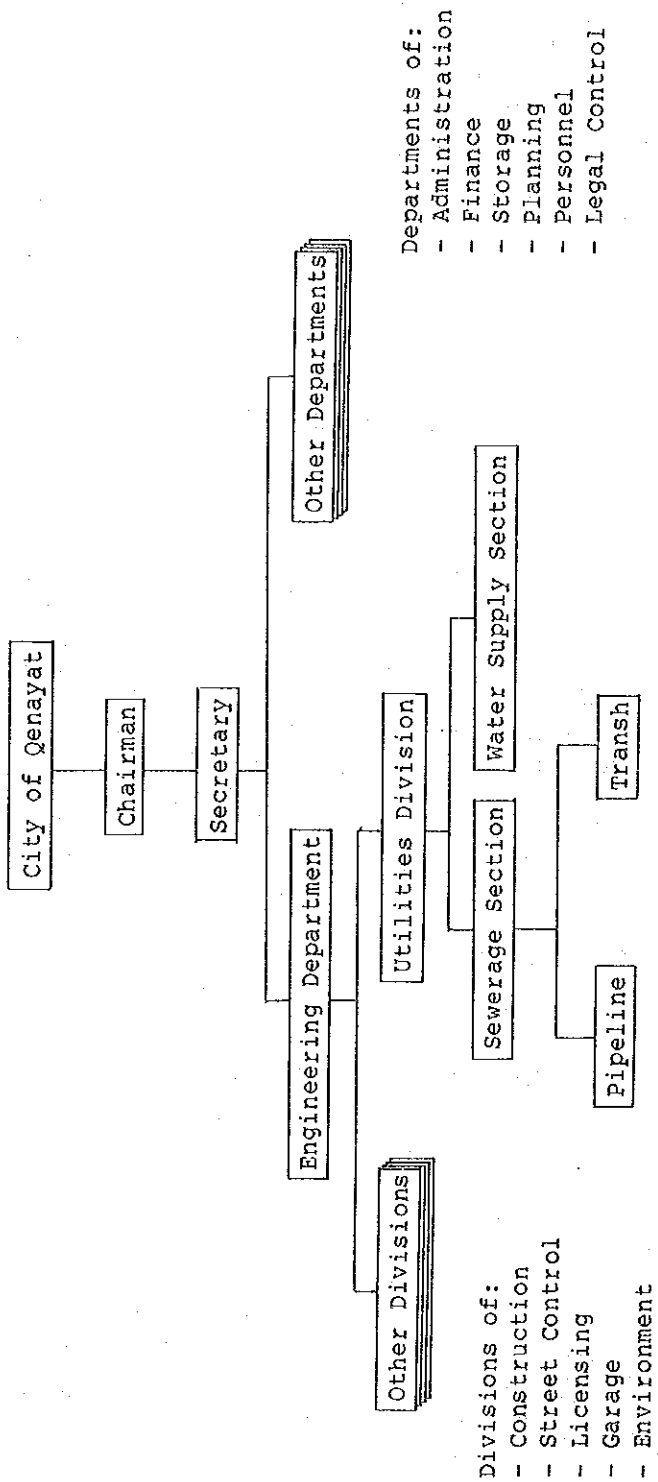 City of Qenayat
Chairman
Secretary
Engineering Department
Other Departments
Departments of:
- Administration
- Finance
- Storage
- Planning
- Personnel
- Legal Control
Other Divisions
Utilities Division
Divisions of:
- Construction
- Street Control
- Licensing
- Garage
- Environment
Sewerage Section
Water Supply Section
Pipeline
Transh